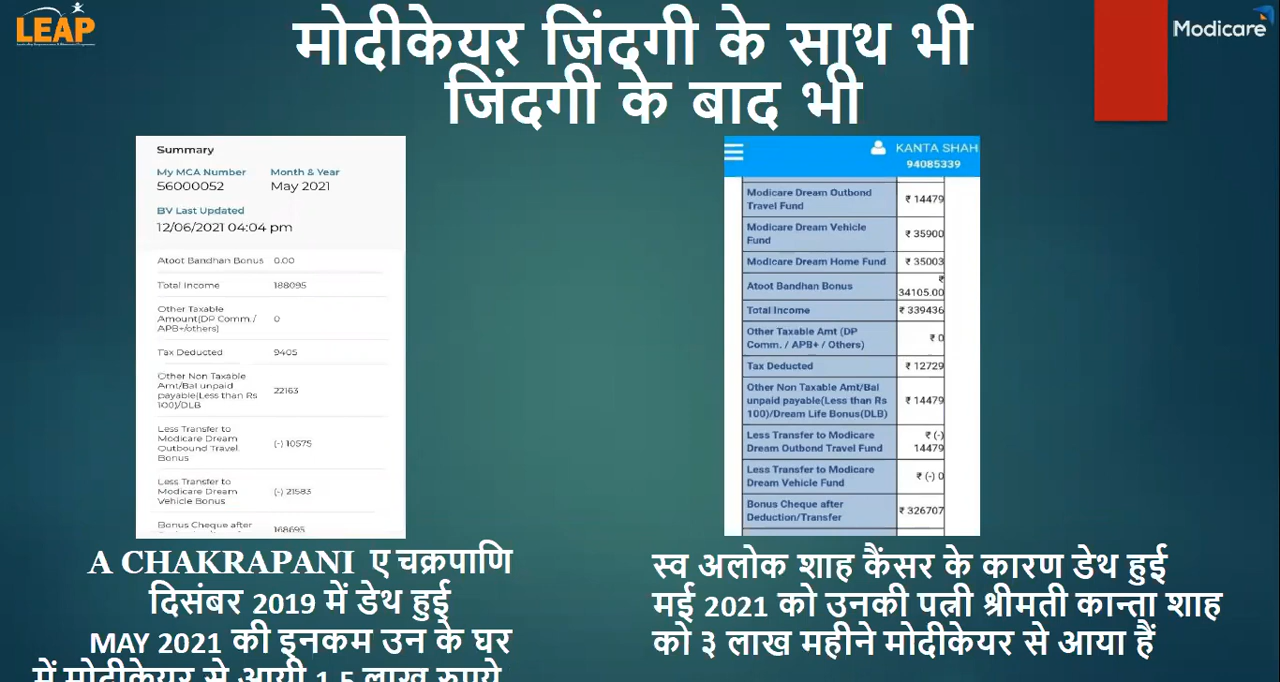 LEAP
मोदीकेयर जिंदगी के साथ भी
जिंदगी के बाद भी
Modicare
Summary
My MCA Number Month & Year
56000052 May 2021
BV Last Updated
12/06/2021 04:04 pm
Atoot Bandhan Bonus 0.00
Total Income 188095
Other Taxable
Amount(DP Comm./ 0
APB+/others)
Tax Deducted 9405
Other Non Taxable
Amt/Bal unpaid
payable(Less than Rs 22163
100)/DLB
Less Transfer to
Modicare Dream (-) 10575
Outbound Travel
Bonus
Less Transfer to
Modicare Dream (-) 21583
Vehicle Bonus
Bonus Cheque after 168695
A CHAKRAPANI ए चक्रपाणि
दिसंबर 2019 में डेथ हुई
MAY 2021 की इनकम उन के घर
में मोदीकेयर से आयी 1.5 लाख रुपये
KANTA SHAH
94085339
Modicare Dream Outbond
Travel Fund ₹ 14479
Modicare Dream Vehicle
Fund ₹ 35900
Modicare Dream Home Fund ₹ 35003
Atoot Bandhan Bonus ₹
34105.00
Total Income ₹ 339436
Other Taxable Amt (DP
Comm. / APB+ / Others) ₹ 0
Tax Deducted ₹ 12729
Other Non Taxable Amt/Bal
unpaid payable(Less than Rs ₹ 14479
100)/Dream Life Bonus(DLB)
Less Transfer to Modicare ₹ (-)
Dream Outbond Travel Fund 14479
Less Transfer to Modicare
Dream Vehicle Fund ₹ (-) 0
Bonus Cheque after
Deduction/Transfer ₹ 326707
स्व अलोक शाह कैंसर के कारण डेथ हुई
मई 2021 को उनकी पत्नी श्रीमती कान्ता शाह
को ३ लाख महीने मोदीकेयर से आया हैं